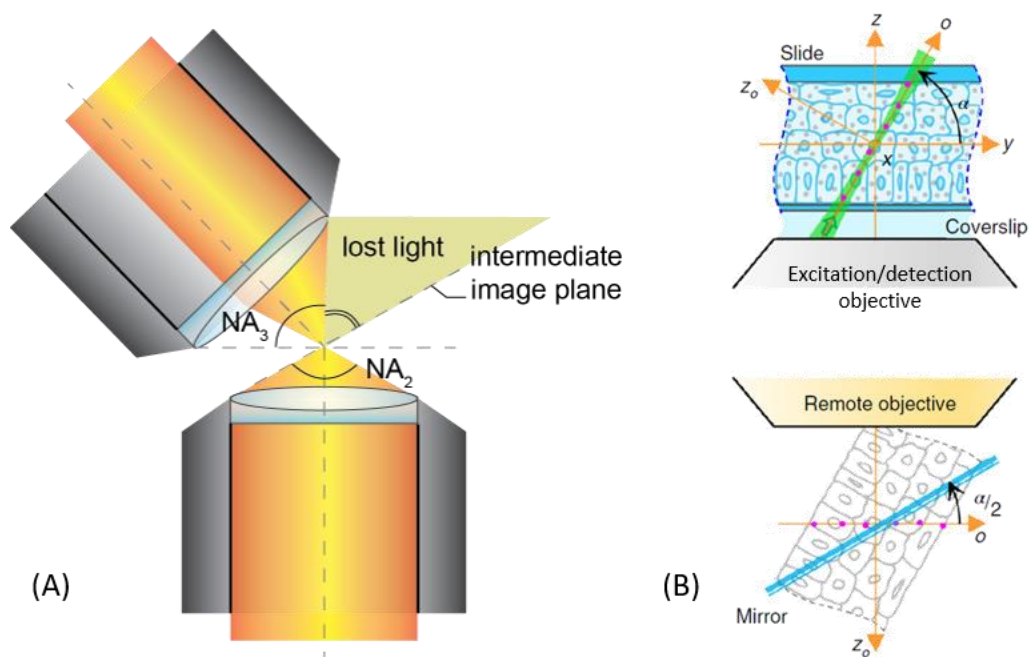 lost light
intermediate
image plane
NA₃
NA₂
(A)
z
o
Slide
zₒ
α
y
x
Coverslip
Excitation/detection
objective
Remote objective
α/2
o
Mirror
zₒ
(B)